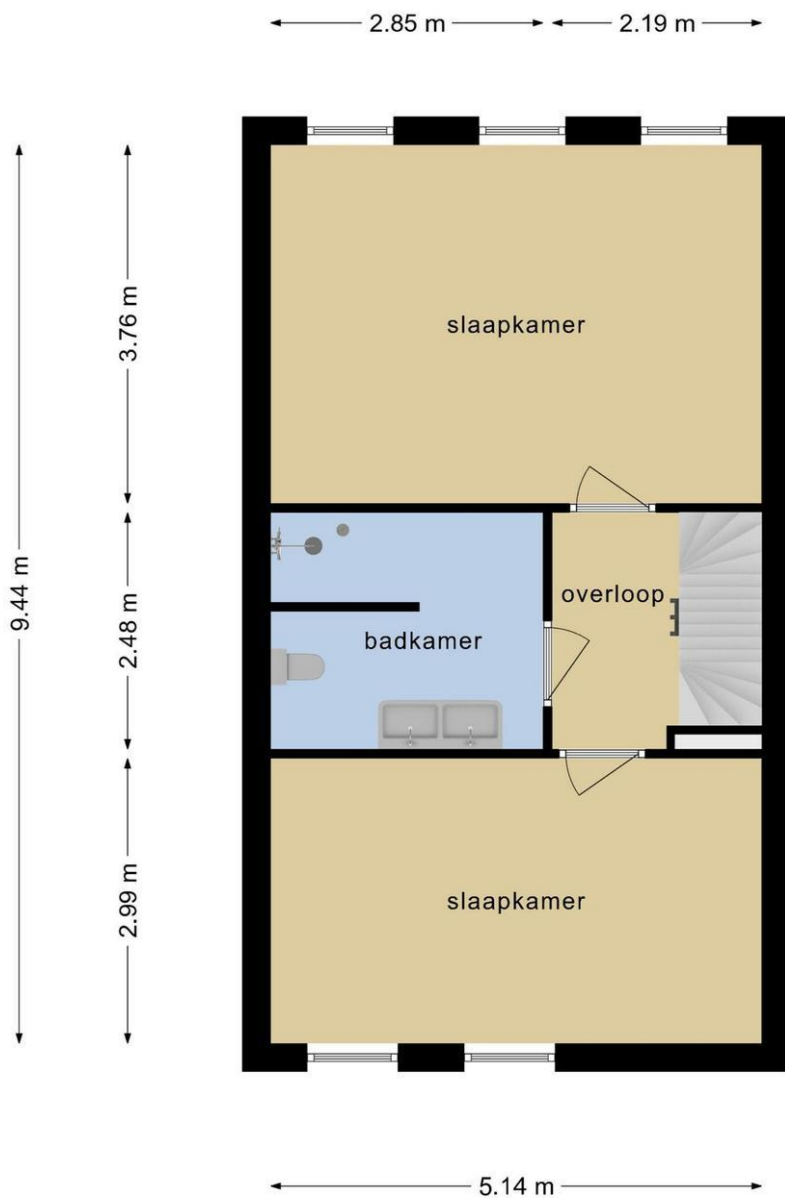 2.85 m
2.19 m
3.76 m
slaapkamer
9.44 m
2.48 m
overloop
badkamer
2.99 m
slaapkamer
5.14 m